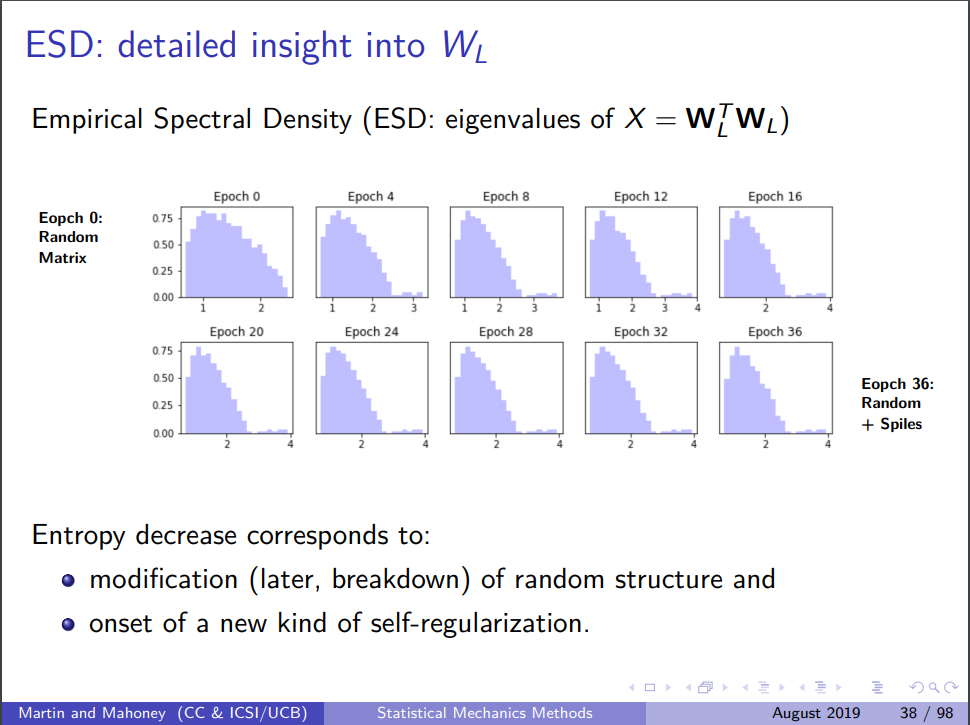 ESD: detailed insight into W_L
Empirical Spectral Density (ESD: eigenvalues of X = W_L^T W_L)
Epoch 0 Epoch 4 Epoch 8 Epoch 12 Epoch 16
Eopch 0:
Random
Matrix
0.75
0.50
0.25
0.00
1 2 1 2 3 1 2 3 1 2 3 4 2 4
Epoch 20 Epoch 24 Epoch 28 Epoch 32 Epoch 36
0.75
0.50
0.25
0.00
2 4 2 4 2 4 2 4 2 4
Eopch 36:
Random
+ Spiles
Entropy decrease corresponds to:
modification (later, breakdown) of random structure and
onset of a new kind of self-regularization.
Martin and Mahoney (CC & ICSI/UCB) Statistical Mechanics Methods August 2019 38 / 98